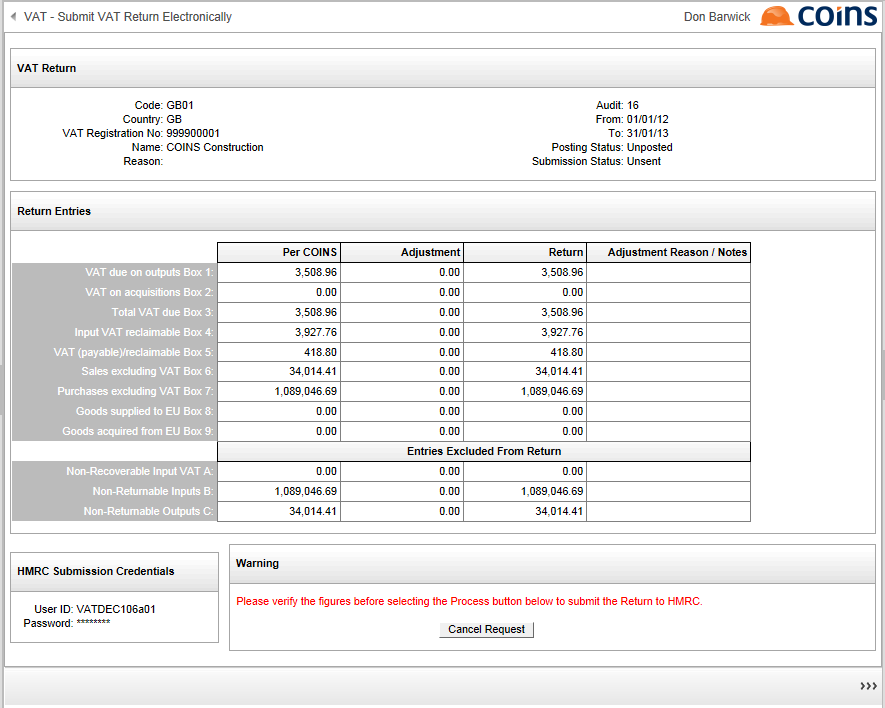 VAT - Submit VAT Return Electronically Don Barwick coins
VAT Return
Code: GB01 Audit: 16
Country: GB From: 01/01/12
VAT Registration No: 999900001 To: 31/01/13
Name: COINS Construction Posting Status: Unposted
Reason: Submission Status: Unsent
Return Entries
Per COINS Adjustment Return Adjustment Reason / Notes
VAT due on outputs Box 1: 3,508.96 0.00 3,508.96
VAT on acquisitions Box 2: 0.00 0.00 0.00
Total VAT due Box 3: 3,508.96 0.00 3,508.96
Input VAT reclaimable Box 4: 3,927.76 0.00 3,927.76
VAT (payable)/reclaimable Box 5: 418.80 0.00 418.80
Sales excluding VAT Box 6: 34,014.41 0.00 34,014.41
Purchases excluding VAT Box 7: 1,089,046.69 0.00 1,089,046.69
Goods supplied to EU Box 8: 0.00 0.00 0.00
Goods acquired from EU Box 9: 0.00 0.00 0.00
Entries Excluded From Return
Non-Recoverable Input VAT A: 0.00 0.00 0.00
Non-Returnable Inputs B: 1,089,046.69 0.00 1,089,046.69
Non-Returnable Outputs C: 34,014.41 0.00 34,014.41
HMRC Submission Credentials
User ID: VATDEC106a01
Password: ********
Warning
Please verify the figures before selecting the Process button below to submit the Return to HMRC.
Cancel Request